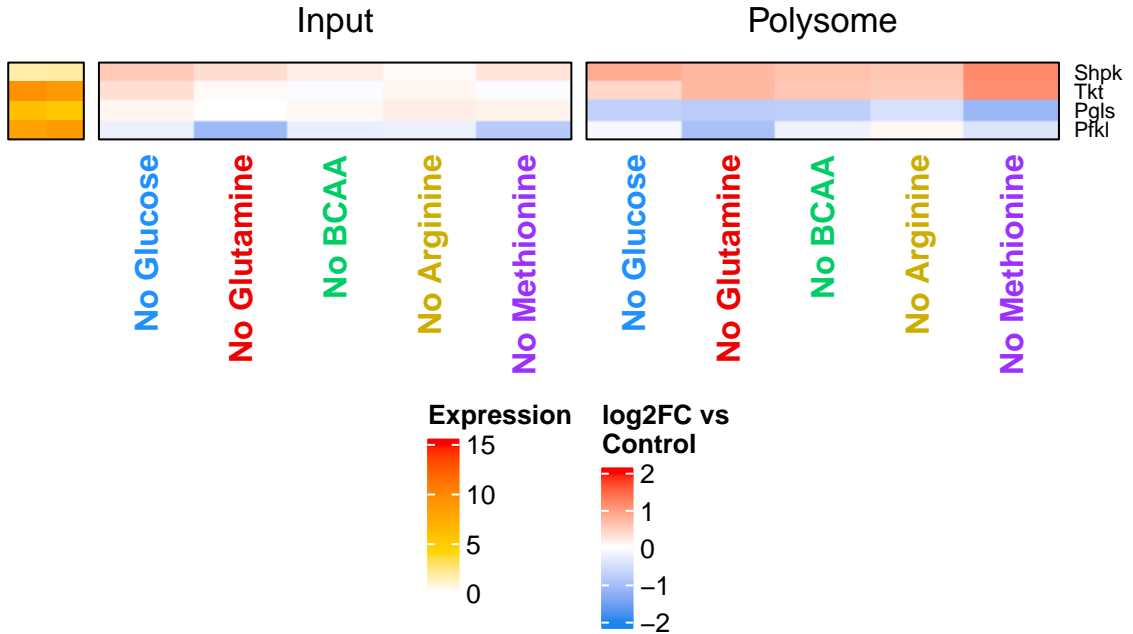 Input
Polysome
Shpk
Tkt
Pgls
Pfkl
No Glucose
No Glutamine
No BCAA
No Arginine
No Methionine
No Glucose
No Glutamine
No BCAA
No Arginine
No Methionine
Expression
15
10
5
0
log2FC vs
Control
2
1
0
−1
−2